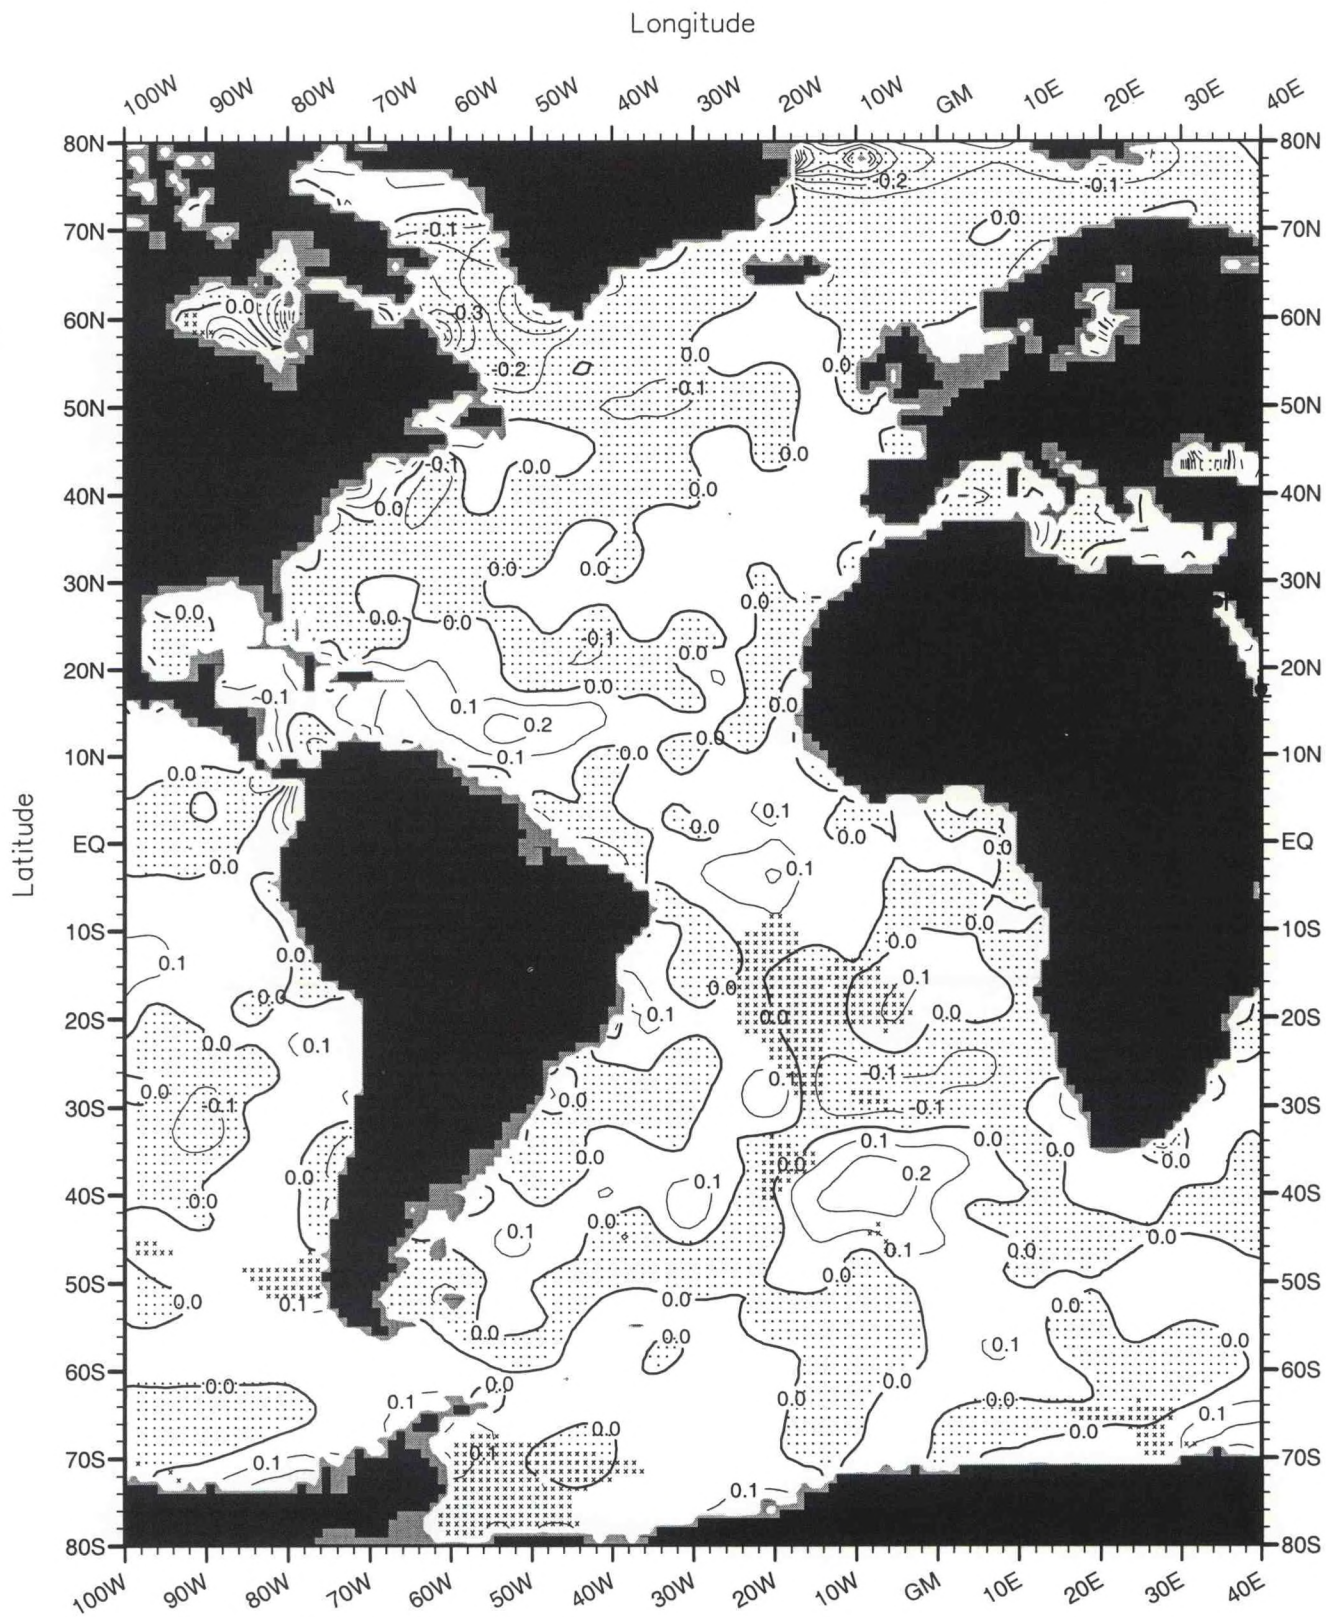 Longitude
100W 90W 80W 70W 60W 50W 40W 30W 20W 10W GM 10E 20E 30E 40E
80N 80N
-0.2 -0.1
70N -0.1 0.0 70N
0.0 -0.3
60N 60N
0.0 0.0
-0.2 -0.1
50N 50N
-0.1 0.0 0.0
40N 0.0 0.0 40N
30N 0.0 0.0 30N
0.0 0.0 0.0 0.0
-0.1 0.0
20N 0.0 20N
0.1 0.1 0.2 0.0
10N 0.1 0.0 0.0 10N
0.0
0.1
0.0 0.0
EQ 0.0 EQ
0.0 0.1
10S 0.0 10S
0.0 0.0
0.1 0.1
0.0 0.0
20S 0.1 0.0 0.0 20S
0.0 0.1
0.0 0.1 -0.1
-0.1 0.0 -0.1
30S 30S
0.1 0.0
0.0 0.0 0.0 0.0
0.0 0.1 0.2
40S 0.0 40S
0.0
0.1 0.1 0.0 0.0
50S 0.0 50S
0.0 0.1 0.0 0.0
0.0 0.0 0.0
0.1
60S 60S
0.0 0.0 0.0
0.1 0.0 0.0
0.1 0.0 0.0
70S 0.1 0.1 70S
0.1
80S 80S
100W 90W 80W 70W 60W 50W 40W 30W 20W 10W GM 10E 20E 30E 40E
Latitude